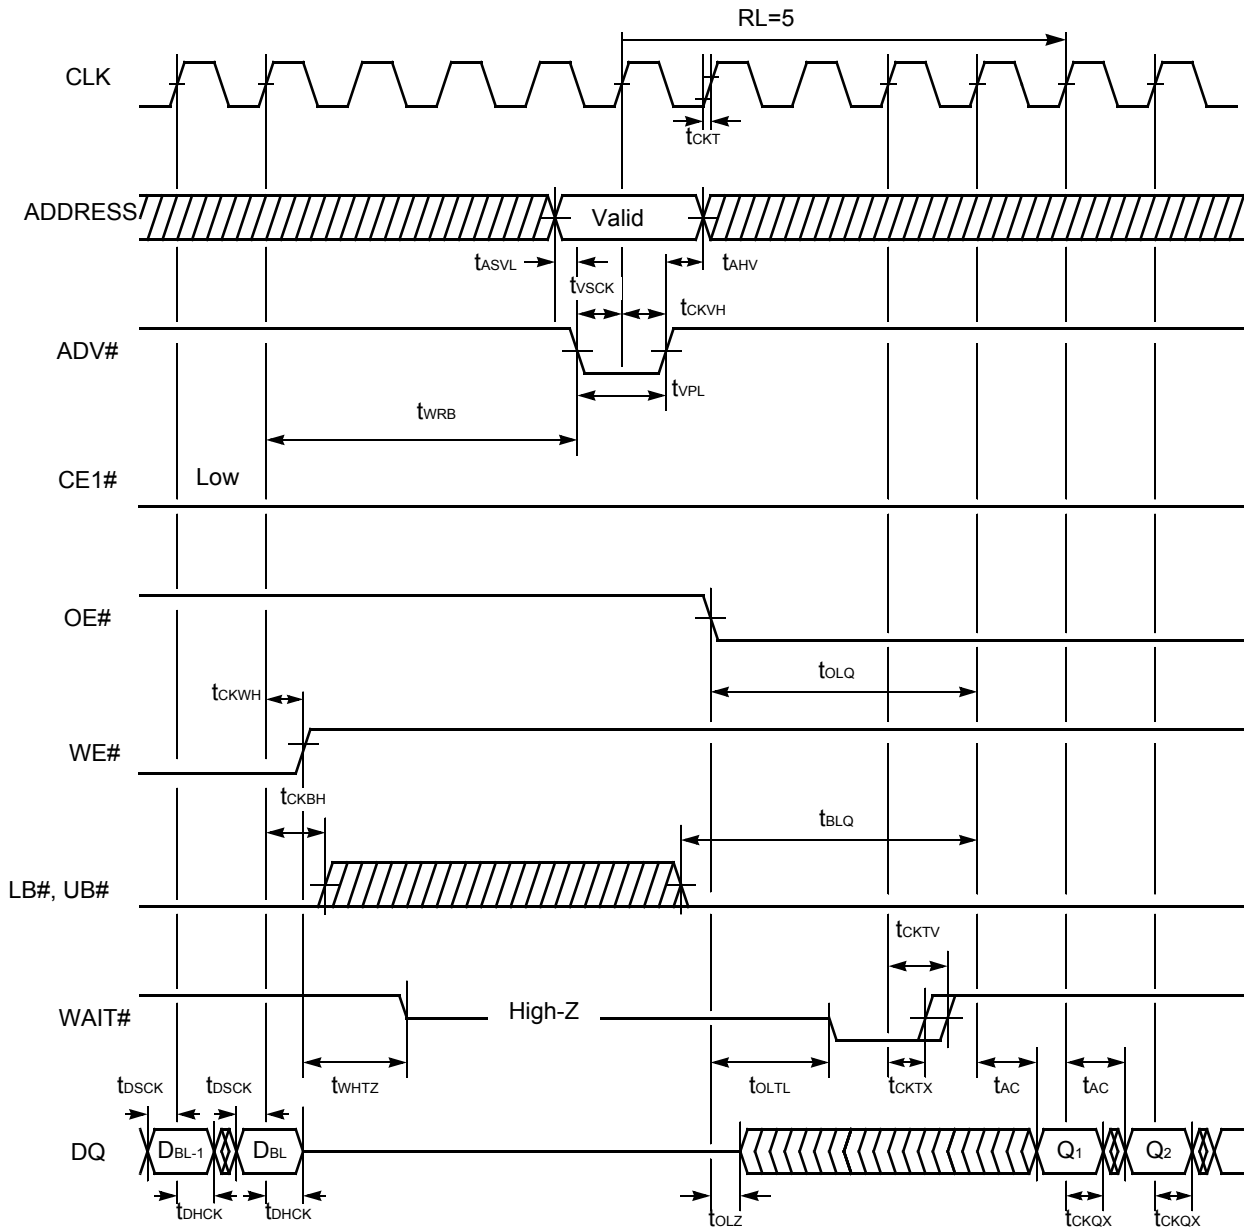 RL=5
CLK
tCKT
ADDRESS
Valid
tASVL
tAHV
tVSCK
tCKVH
ADV#
tVPL
tWRB
CE1#
Low
OE#
tOLQ
tCKWH
WE#
tCKBH
tBLQ
LB#, UB#
tCKTV
WAIT#
High-Z
tDSCK
tDSCK
tWHTZ
tOLTL
tCKTX
tAC
tAC
DQ
DBL-1
DBL
Q1
Q2
tDHCK
tDHCK
tOLZ
tCKQX
tCKQX